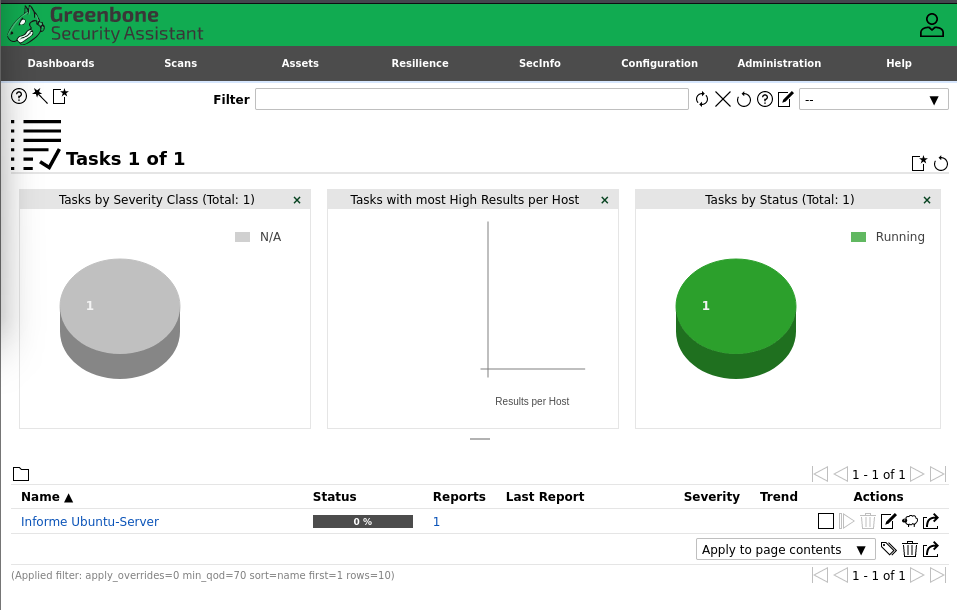 Greenbone
Security Assistant
Dashboards Scans Assets Resilience SecInfo Configuration Administration Help
Filter --
Tasks 1 of 1
Tasks by Severity Class (Total: 1) Tasks with most High Results per Host Tasks by Status (Total: 1)
N/A Running
1 1
Results per Host
1 - 1 of 1
Name ▲ Status Reports Last Report Severity Trend Actions
Informe Ubuntu-Server 0 % 1
Apply to page contents ▼
(Applied filter: apply_overrides=0 min_qod=70 sort=name first=1 rows=10) 1 - 1 of 1